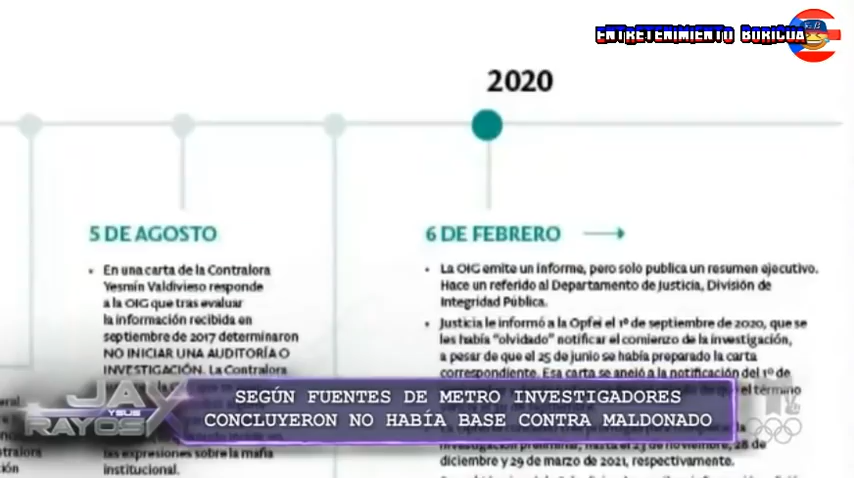 ENTRETENIMIENTO BORICUA
2020
5 DE AGOSTO
6 DE FEBRERO
• En una carta de la Contralora
Yesmín Valdivieso responde
a la OIG que tras evaluar
la información recibida en
septiembre de 2017 determinaron
NO INICIAR UNA AUDITORÍA O
INVESTIGACIÓN. La Contralora
las expresiones sobre la mafia
institucional.
• La OIG emite un informe, pero solo publica un resumen ejecutivo.
Hace un referido al Departamento de Justicia, División de
Integridad Pública.
• Justicia le informó a la Opfei el 1º de septiembre de 2020, que se
les había "olvidado" notificar el comienzo de la investigación,
a pesar de que el 25 de junio se había preparado la carta
correspondiente. Esa carta se anejó a la notificación del 1º de
el término
investigación preliminar, hasta el 23 de noviembre, 28 de
diciembre y 29 de marzo de 2021, respectivamente.
JAY
Y SUS
RAYOS X
SEGÚN FUENTES DE METRO INVESTIGADORES
CONCLUYERON NO HABÍA BASE CONTRA MALDONADO